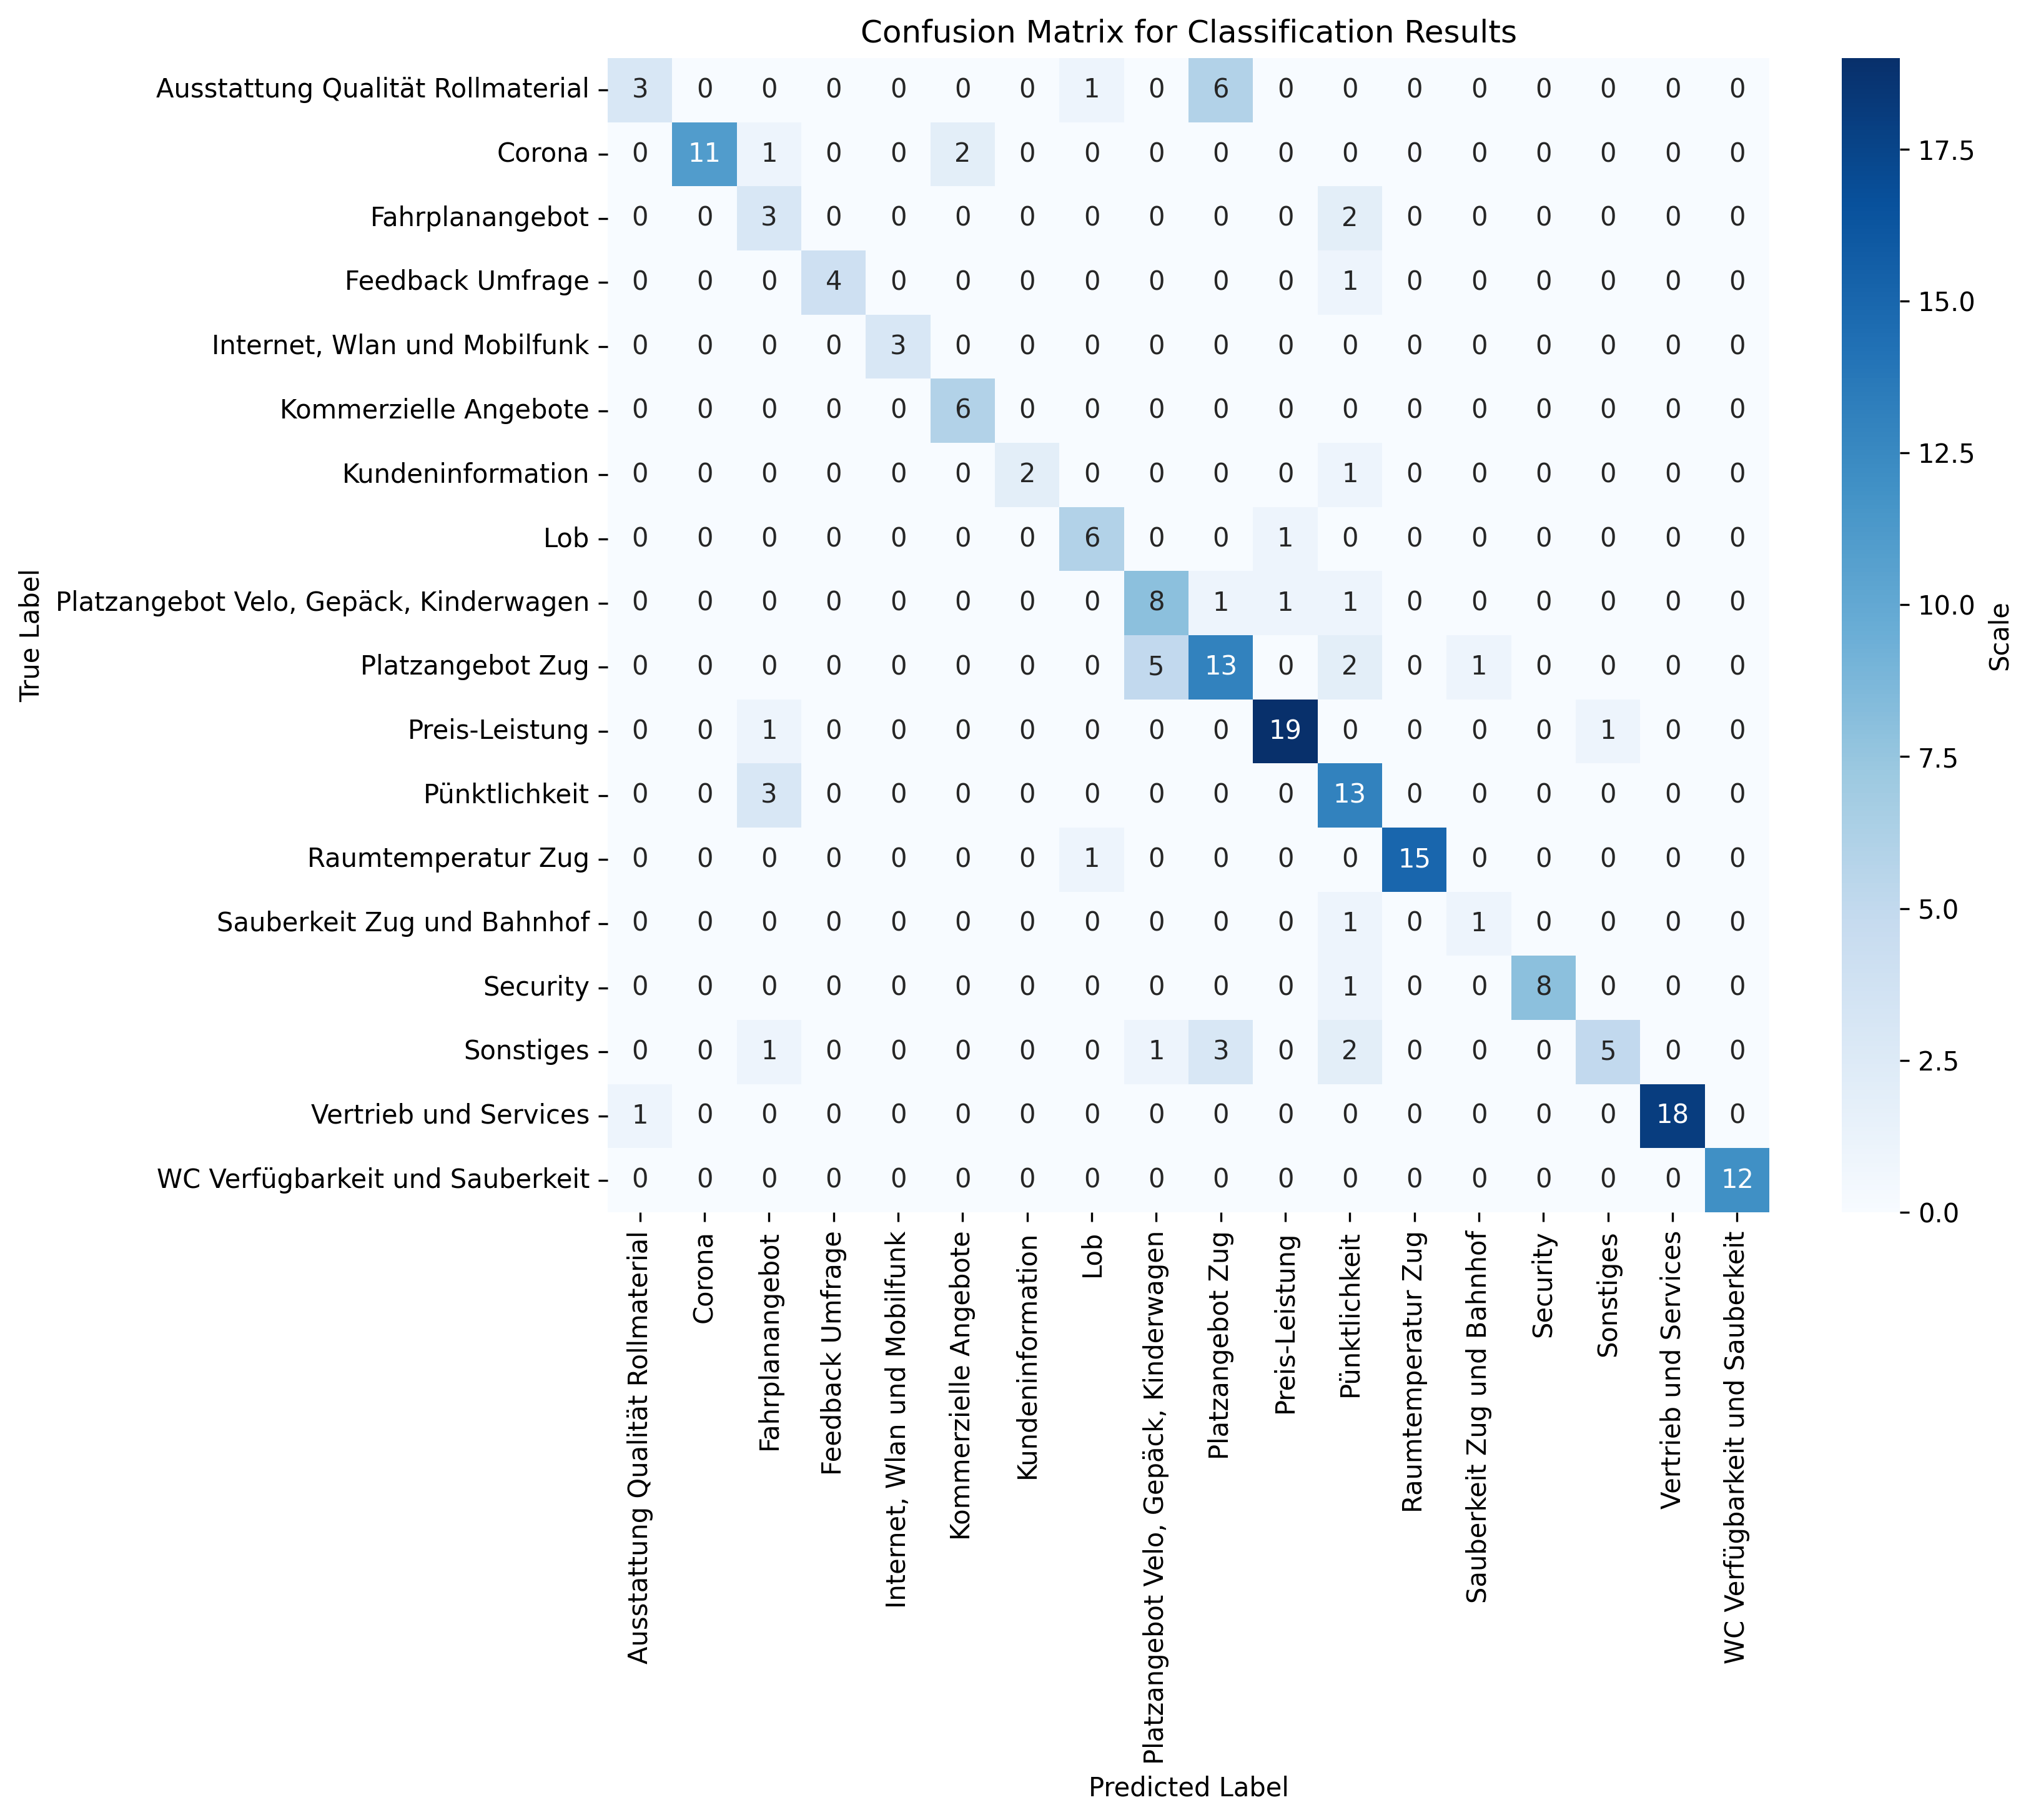 Confusion Matrix for Classification Results
True Label
Ausstattung Qualität Rollmaterial 3 0 0 0 0 0 0 1 0 6 0 0 0 0 0 0 0 0
Corona 0 11 1 0 0 2 0 0 0 0 0 0 0 0 0 0 0 0
Fahrplanangebot 0 0 3 0 0 0 0 0 0 0 0 2 0 0 0 0 0 0
Feedback Umfrage 0 0 0 4 0 0 0 0 0 0 0 1 0 0 0 0 0 0
Internet, Wlan und Mobilfunk 0 0 0 0 3 0 0 0 0 0 0 0 0 0 0 0 0 0
Kommerzielle Angebote 0 0 0 0 0 6 0 0 0 0 0 0 0 0 0 0 0 0
Kundeninformation 0 0 0 0 0 0 2 0 0 0 0 1 0 0 0 0 0 0
Lob 0 0 0 0 0 0 0 6 0 0 1 0 0 0 0 0 0 0
Platzangebot Velo, Gepäck, Kinderwagen 0 0 0 0 0 0 0 0 8 1 1 1 0 0 0 0 0 0
Platzangebot Zug 0 0 0 0 0 0 0 0 5 13 0 2 0 1 0 0 0 0
Preis-Leistung 0 0 1 0 0 0 0 0 0 0 19 0 0 0 0 1 0 0
Pünktlichkeit 0 0 3 0 0 0 0 0 0 0 0 13 0 0 0 0 0 0
Raumtemperatur Zug 0 0 0 0 0 0 0 1 0 0 0 0 15 0 0 0 0 0
Sauberkeit Zug und Bahnhof 0 0 0 0 0 0 0 0 0 0 0 1 0 1 0 0 0 0
Security 0 0 0 0 0 0 0 0 0 0 0 1 0 0 8 0 0 0
Sonstiges 0 0 1 0 0 0 0 0 1 3 0 2 0 0 0 5 0 0
Vertrieb und Services 1 0 0 0 0 0 0 0 0 0 0 0 0 0 0 0 18 0
WC Verfügbarkeit und Sauberkeit 0 0 0 0 0 0 0 0 0 0 0 0 0 0 0 0 0 12
Ausstattung Qualität Rollmaterial
Corona
Fahrplanangebot
Feedback Umfrage
Internet, Wlan und Mobilfunk
Kommerzielle Angebote
Kundeninformation
Lob
Platzangebot Velo, Gepäck, Kinderwagen
Platzangebot Zug
Preis-Leistung
Pünktlichkeit
Raumtemperatur Zug
Sauberkeit Zug und Bahnhof
Security
Sonstiges
Vertrieb und Services
WC Verfügbarkeit und Sauberkeit
Predicted Label
17.5
15.0
12.5
10.0
7.5
5.0
2.5
0.0
Scale